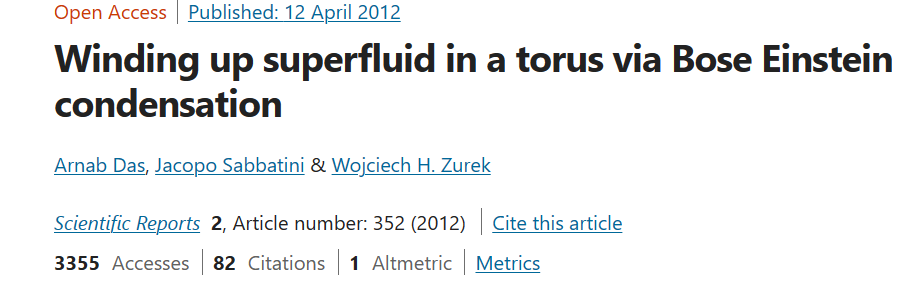 Open Access | Published: 12 April 2012
Winding up superfluid in a torus via Bose Einstein
condensation
Arnab Das, Jacopo Sabbatini & Wojciech H. Zurek
Scientific Reports 2, Article number: 352 (2012) | Cite this article
3355 Accesses | 82 Citations | 1 Altmetric | Metrics